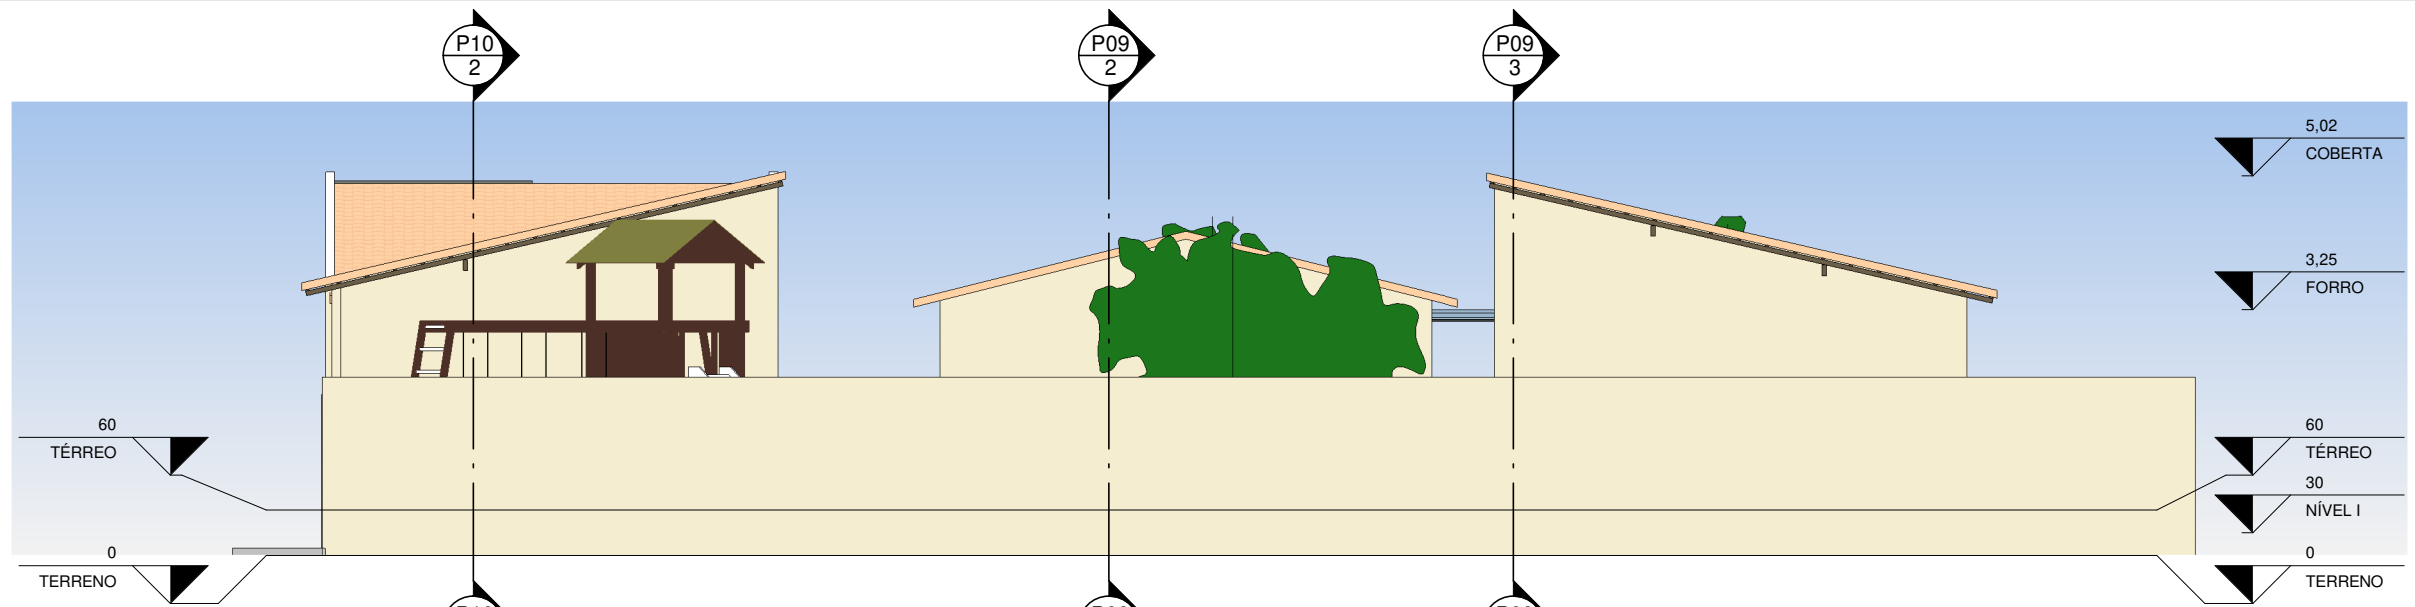 P10
2
P09
2
P09
3
5,02
COBERTA
3,25
FORRO
60
TÉRREO
60
TÉRREO
30
NÍVEL I
0
TERRENO
0
TERRENO